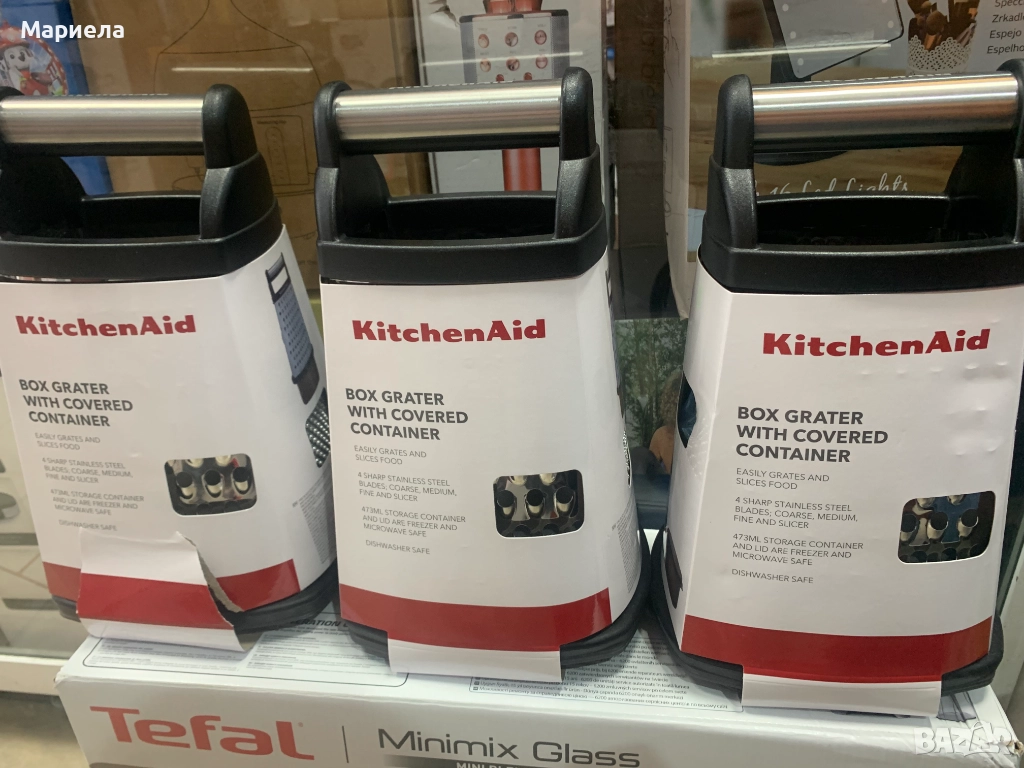 Мариела
Spec
Zrkadl
Espejo
Espelho
KitchenAid
BOX GRATER
WITH COVERED
CONTAINER
EASILY GRATES AND
SLICES FOOD
4 SHARP STAINLESS STEEL
BLADES; COARSE, MEDIUM,
FINE AND SLICER
473ML STORAGE CONTAINER
AND LID ARE FREEZER AND
MICROWAVE SAFE
DISHWASHER SAFE
KitchenAid
BOX GRATER
WITH COVERED
CONTAINER
EASILY GRATES AND
SLICES FOOD
4 SHARP STAINLESS STEEL
BLADES; COARSE, MEDIUM,
FINE AND SLICER
473ML STORAGE CONTAINER
AND LID ARE FREEZER AND
MICROWAVE SAFE
DISHWASHER SAFE
KitchenAid
BOX GRATER
WITH COVERED
CONTAINER
EASILY GRATES AND
SLICES FOOD
4 SHARP STAINLESS STEEL
BLADES; COARSE, MEDIUM,
FINE AND SLICER
473ML STORAGE CONTAINER
AND LID ARE FREEZER AND
MICROWAVE SAFE
DISHWASHER SAFE
Tefal | Minimix Glass
BAZAR